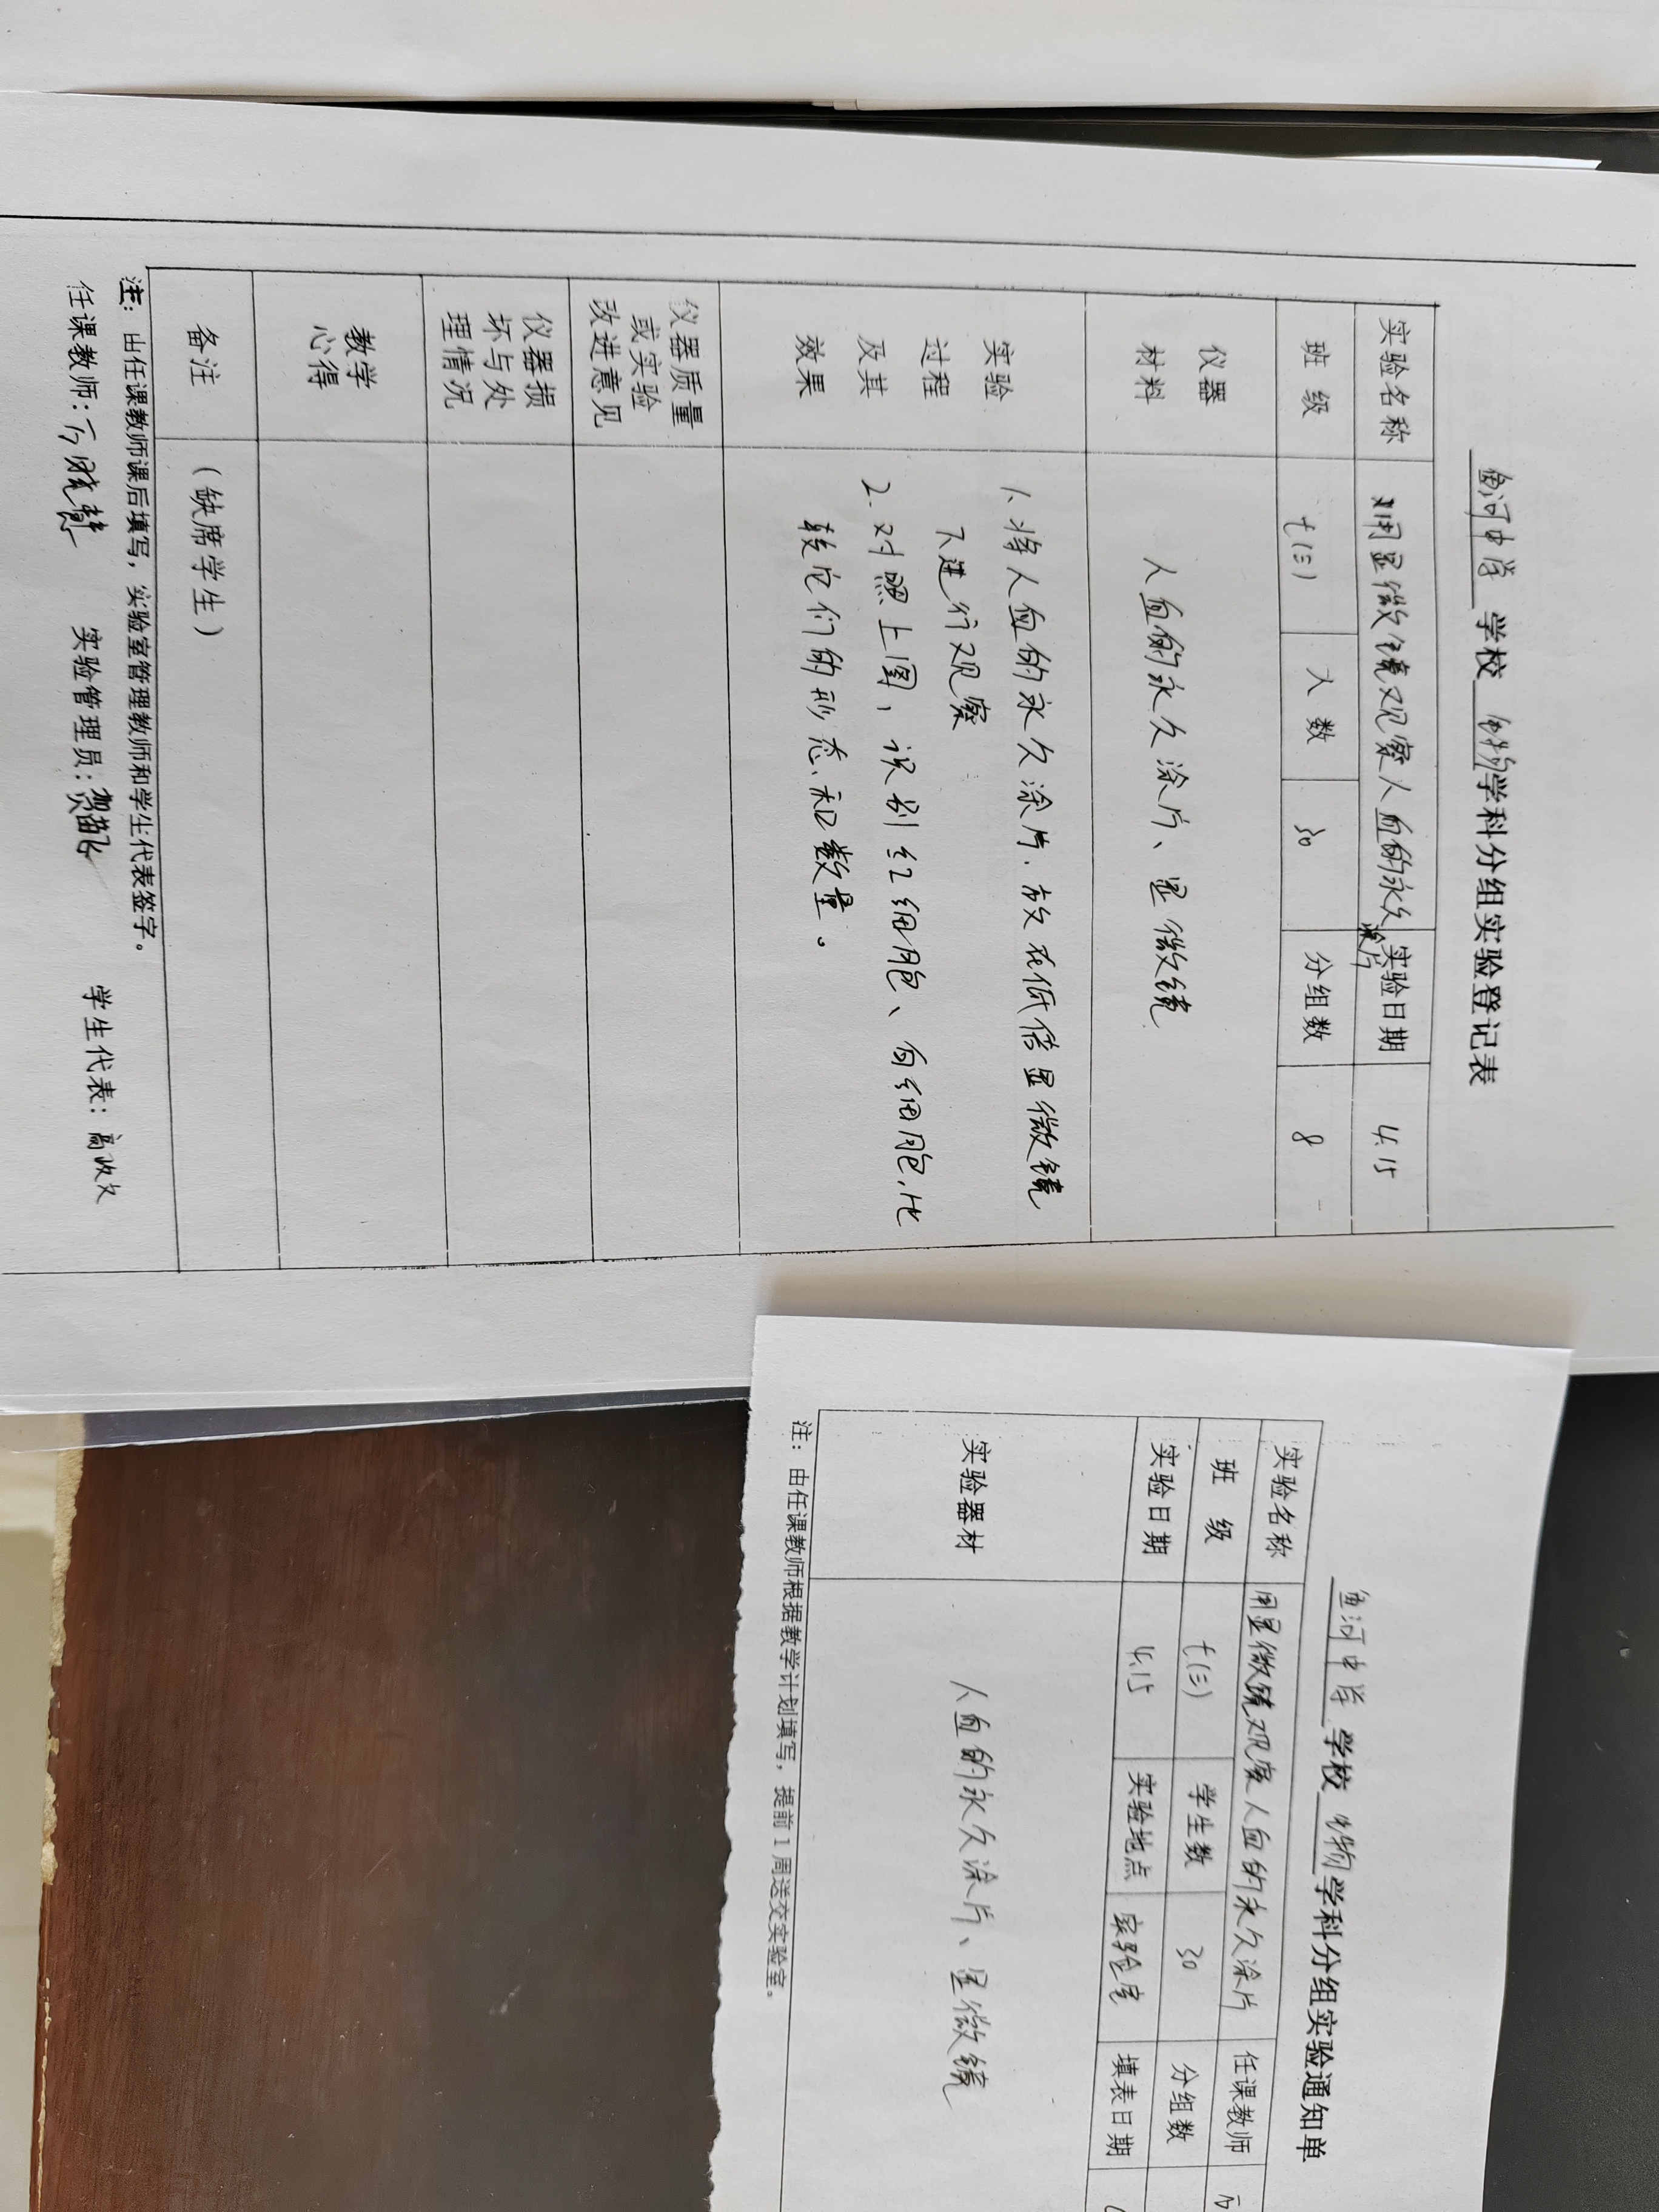 鱼河中学 学校 生物 学科分组实验登记表
实验名称 用显微镜观察人血的永久涂片 实验日期 4.15
班 级 七(三) 人 数 30 分组数 8
仪器
材料
人血的永久涂片、显微镜
实验
过程
及其
效果
1. 将人血的永久涂片、放在低倍显微镜
下进行观察
2. 对照上图、识别红细胞、白细胞,比
较它们的形态、和数量。
仪器质量
或实验
改进意见
仪器损
坏与处
理情况
教学
心得
备注 (缺席学生)
注:由任课教师课后填写,实验室管理教师和学生代表签字。
任课教师: 实验管理员: 学生代表:高政文
鱼河中学 学校 生物 学科分组实验通知单
实验名称 用显微镜观察人血的永久涂片 任课教师
班 级 七(三) 学生数 30 分组数
实验日期 4.15 实验地点 实验室 填表日期
实验器材 人血的永久涂片、显微镜
注:由任课教师根据教学计划填写,提前1周送交实验室。